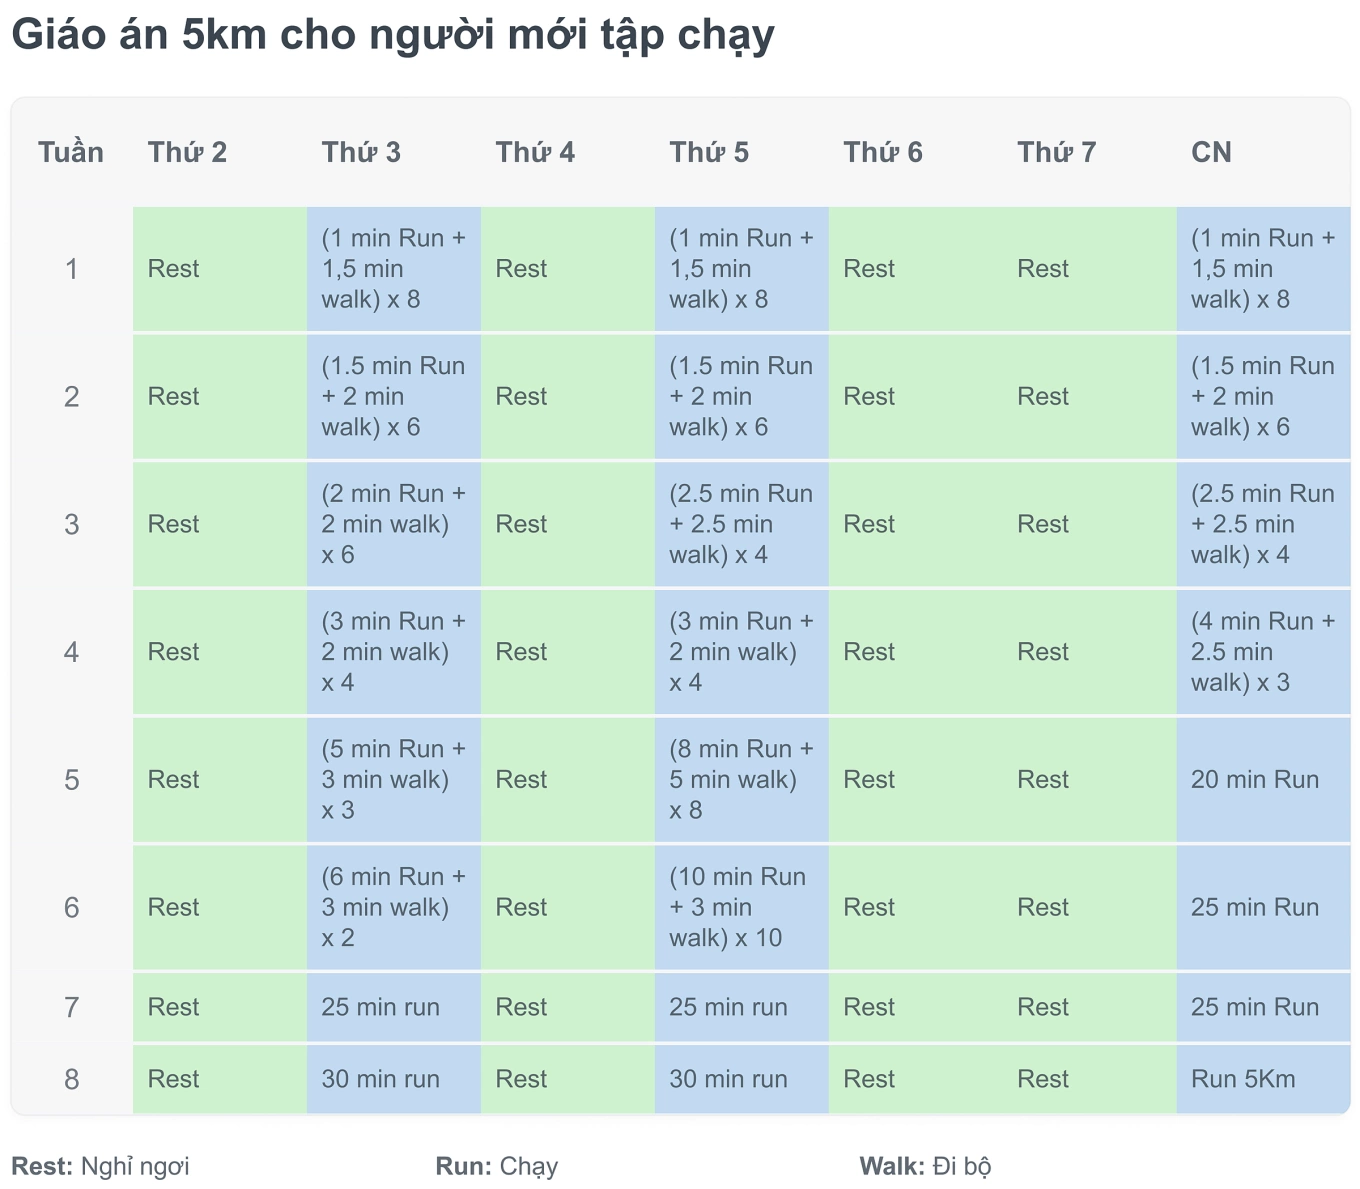 Giáo án 5km cho người mới tập chạy
Tuần Thứ 2 Thứ 3 Thứ 4 Thứ 5 Thứ 6 Thứ 7 CN
1 Rest (1 min Run + 1,5 min walk) x 8 Rest (1 min Run + 1,5 min walk) x 8 Rest Rest (1 min Run + 1,5 min walk) x 8
2 Rest (1.5 min Run + 2 min walk) x 6 Rest (1.5 min Run + 2 min walk) x 6 Rest Rest (1.5 min Run + 2 min walk) x 6
3 Rest (2 min Run + 2 min walk) x 6 Rest (2.5 min Run + 2.5 min walk) x 4 Rest Rest (2.5 min Run + 2.5 min walk) x 4
4 Rest (3 min Run + 2 min walk) x 4 Rest (3 min Run + 2 min walk) x 4 Rest Rest (4 min Run + 2.5 min walk) x 3
5 Rest (5 min Run + 3 min walk) x 3 Rest (8 min Run + 5 min walk) x 8 Rest Rest 20 min Run
6 Rest (6 min Run + 3 min walk) x 2 Rest (10 min Run + 3 min walk) x 10 Rest Rest 25 min Run
7 Rest 25 min run Rest 25 min run Rest Rest 25 min Run
8 Rest 30 min run Rest 30 min run Rest Rest Run 5Km
Rest: Nghỉ ngơi Run: Chạy Walk: Đi bộ